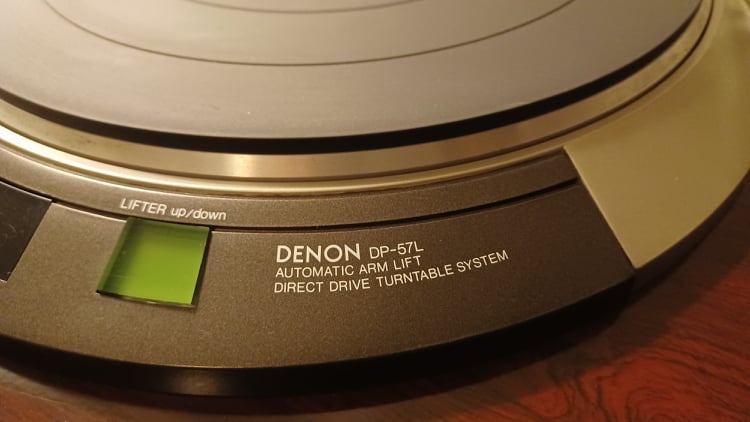 LIFTER up/down
DENON DP-57L
AUTOMATIC ARM LIFT
DIRECT DRIVE TURNTABLE SYSTEM